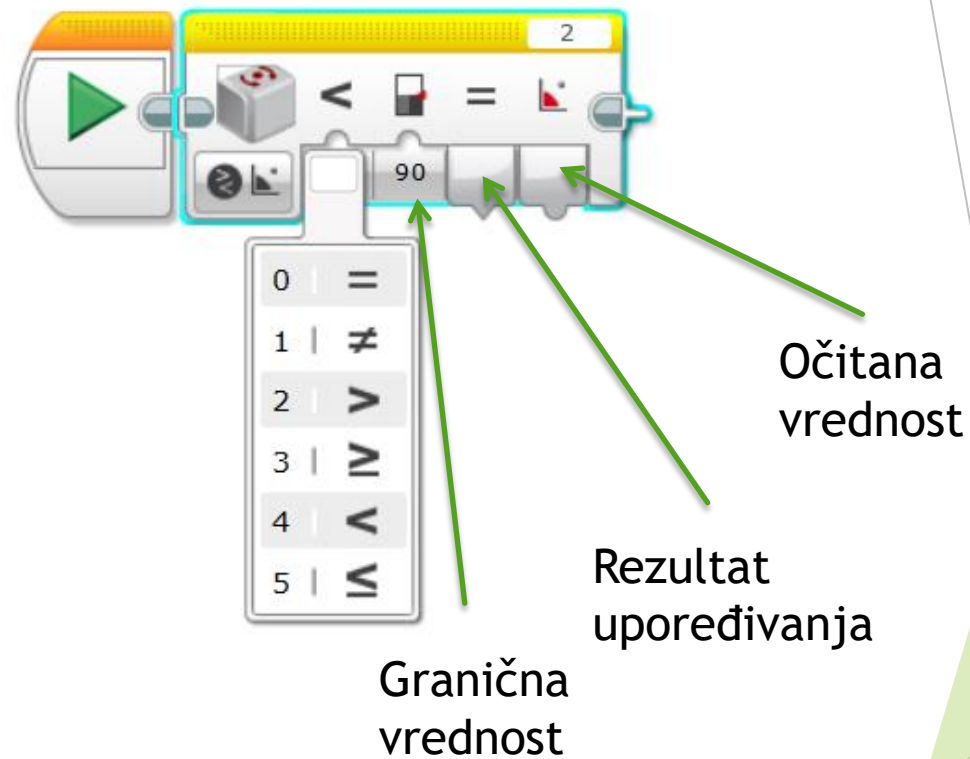 2
< =
90
0 | =
1 | ≠
2 | >
3 | ≥
4 | <
5 | ≤
Očitana
vrednost
Rezultat
upoređivanja
Granična
vrednost